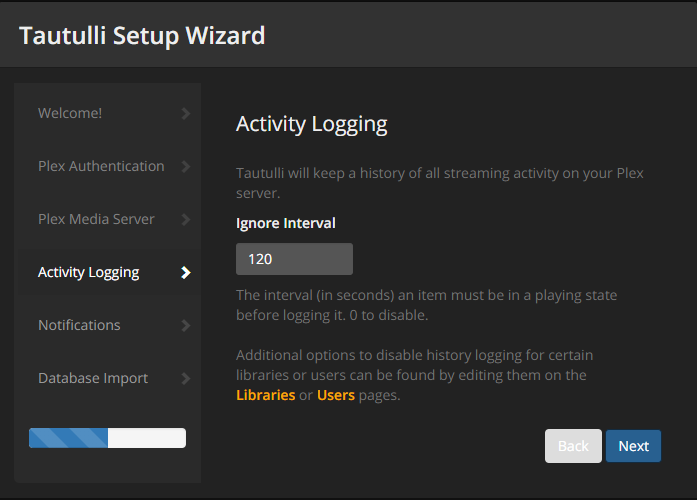 Tautulli Setup Wizard
Welcome!
Plex Authentication
Plex Media Server
Activity Logging
Notifications
Database Import
Activity Logging
Tautulli will keep a history of all streaming activity on your Plex
server.
Ignore Interval
120
The interval (in seconds) an item must be in a playing state
before logging it. 0 to disable.
Additional options to disable history logging for certain
libraries or users can be found by editing them on the
Libraries or Users pages.
Back
Next